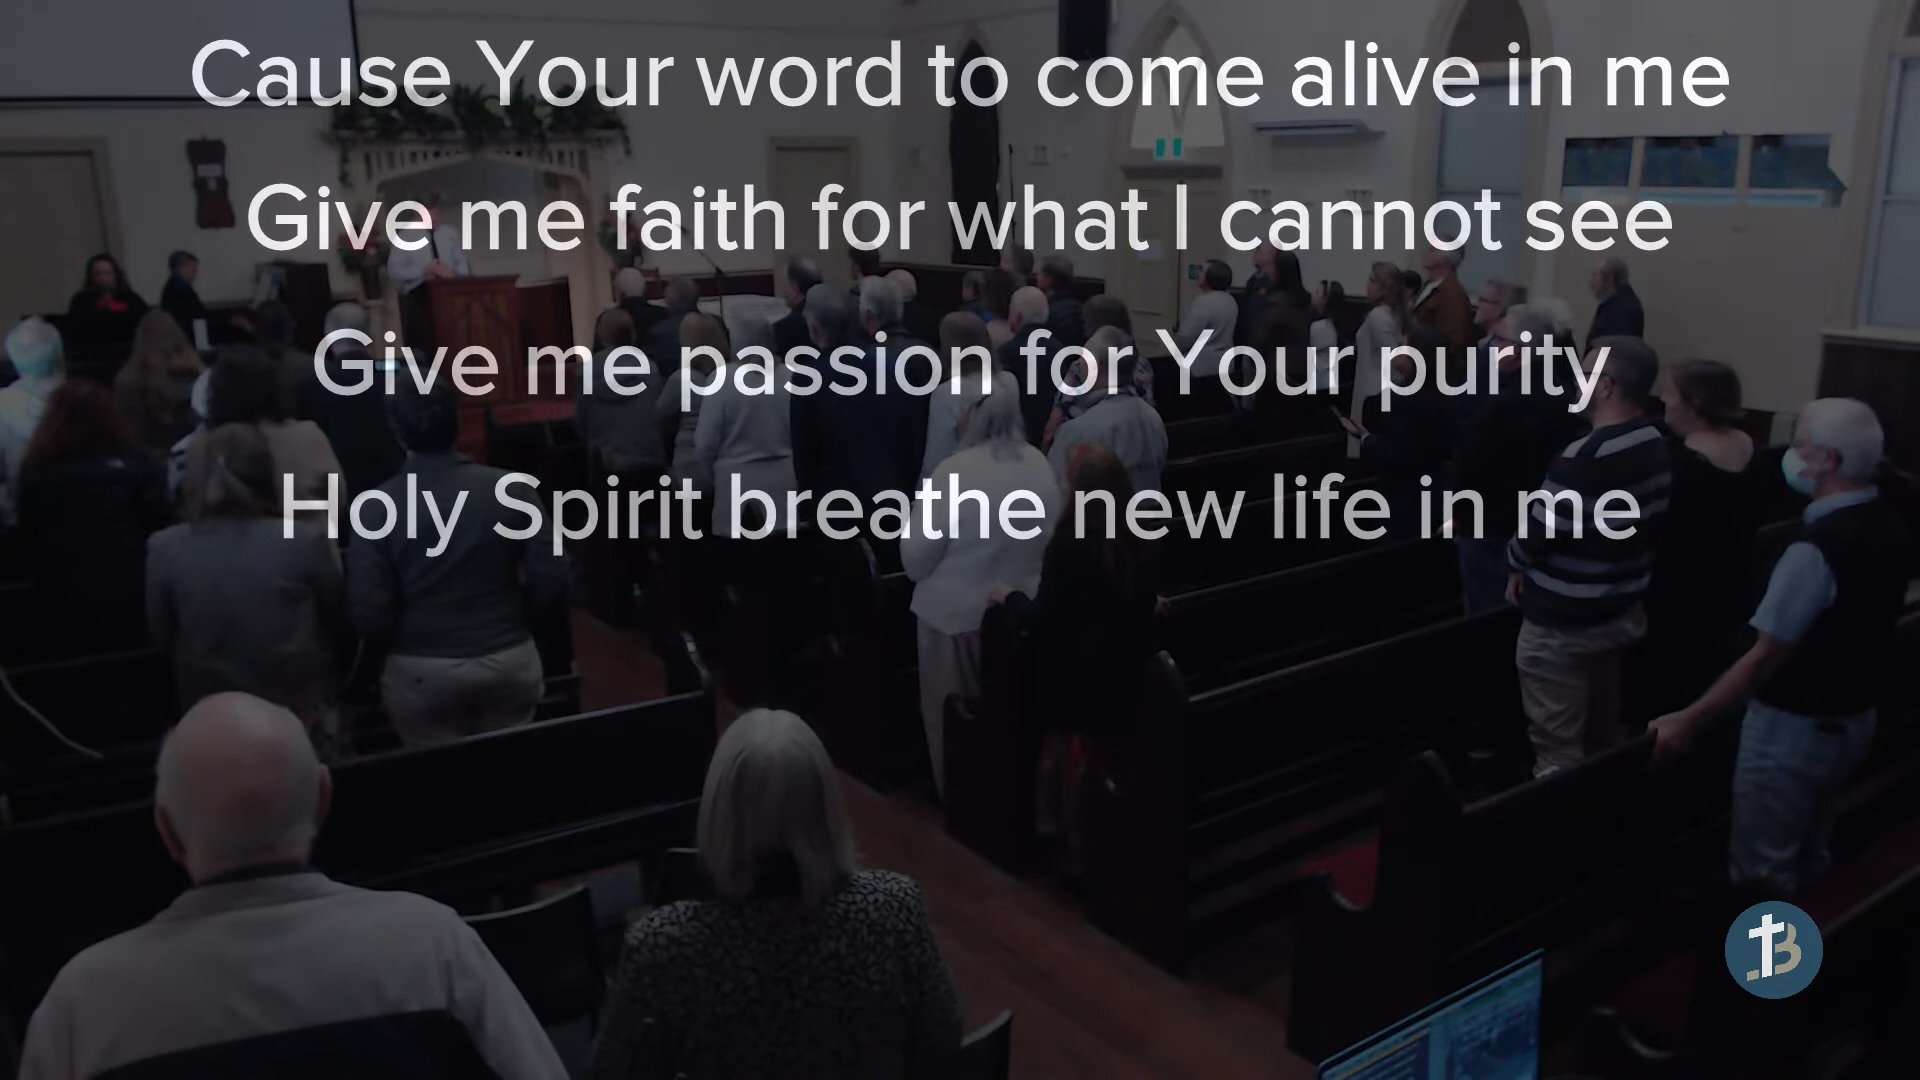 Cause Your word to come alive in me
Give me faith for what I cannot see
Give me passion for Your purity
Holy Spirit breathe new life in me